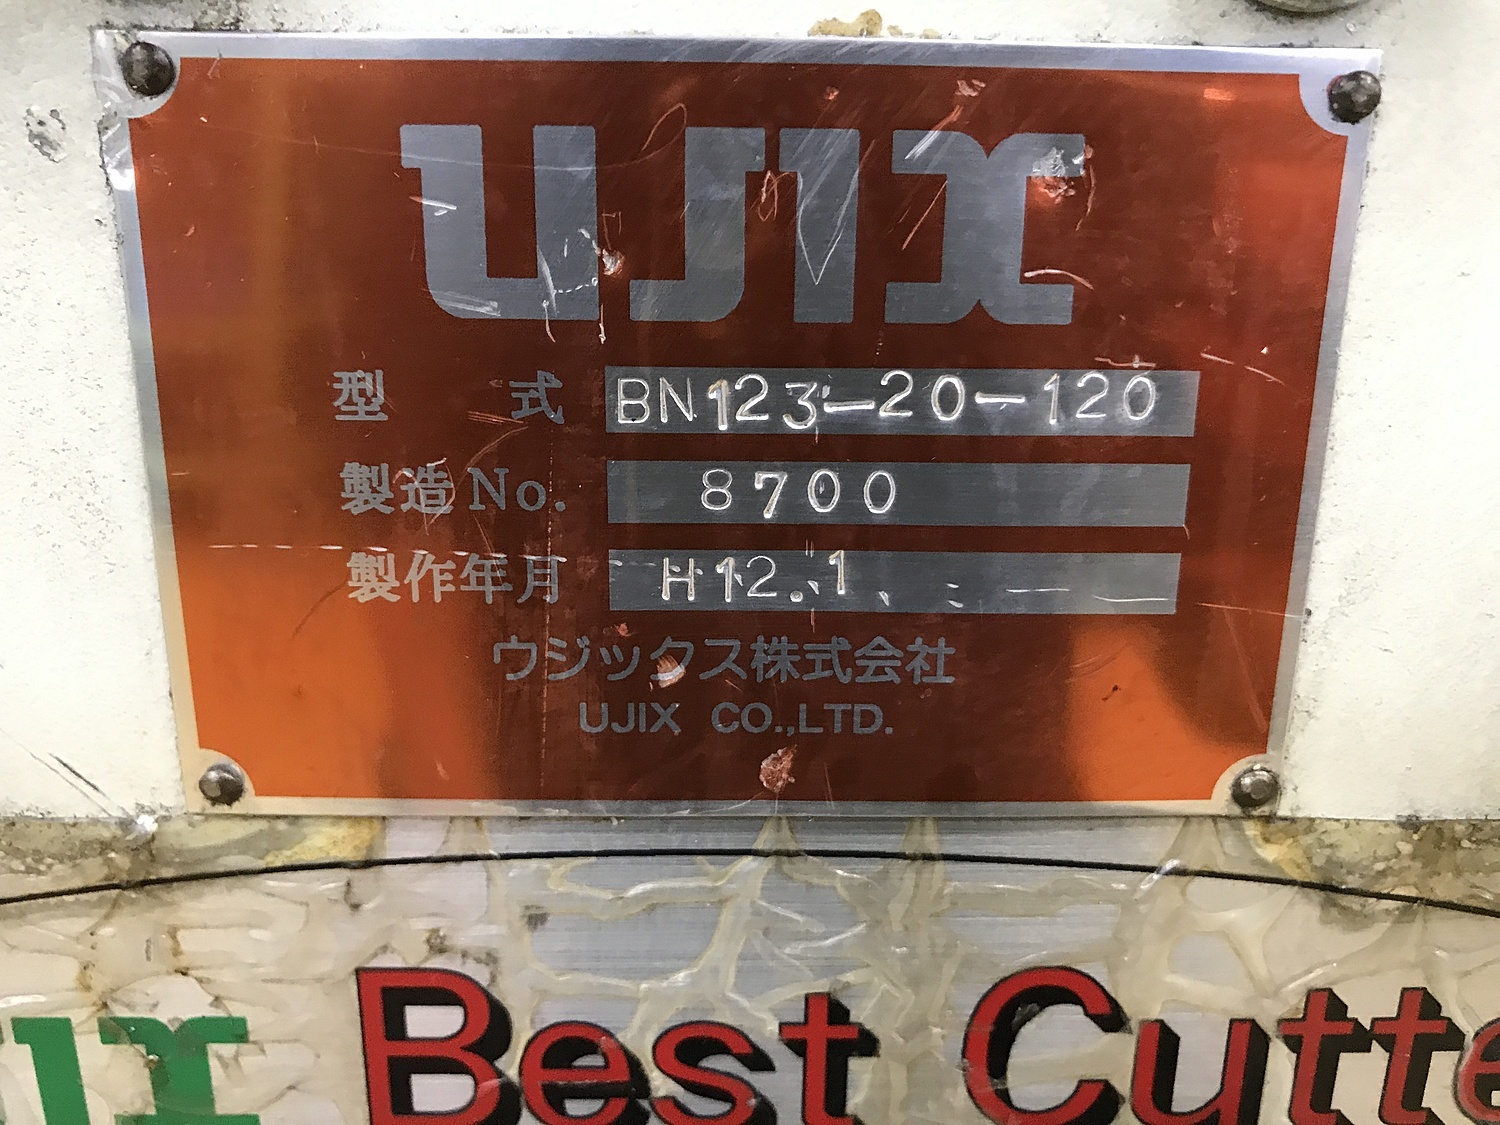 UJIX
型式 BN123-20-120
製造No. 8700
製作年月 H12.1
ウジックス株式会社
UJIX CO.,LTD.
Best Cutte